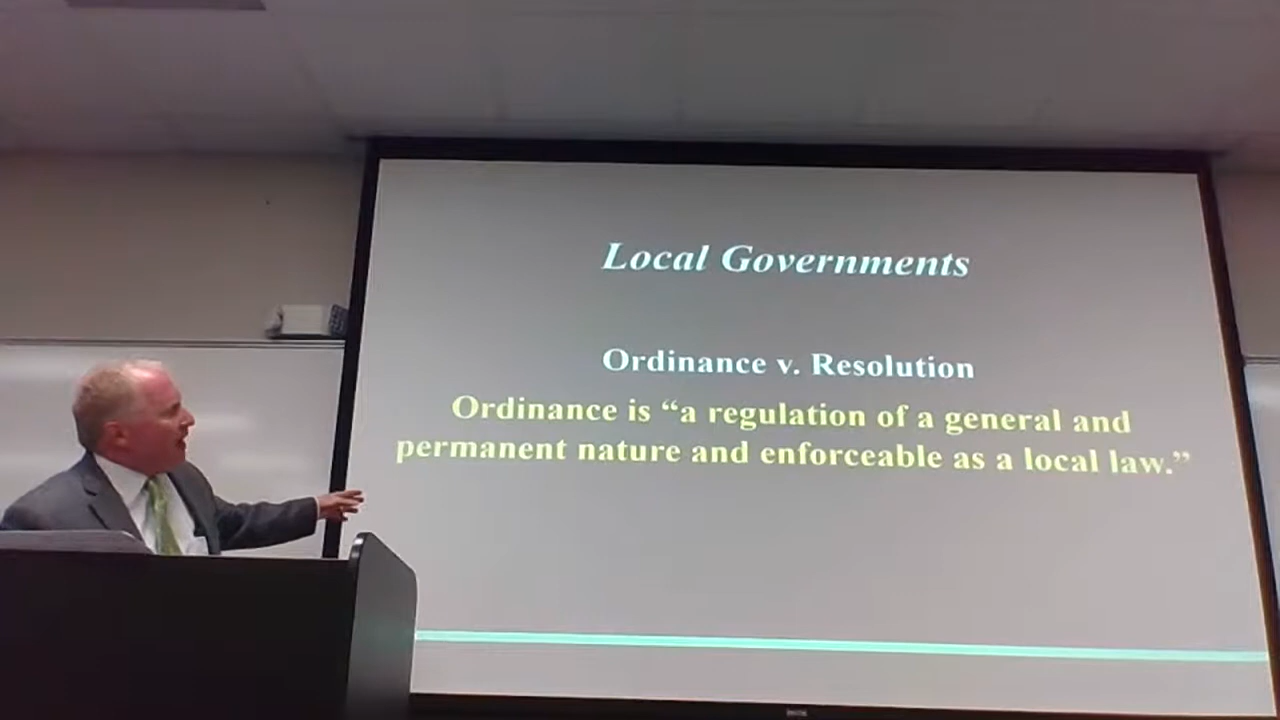 Local Governments
Ordinance v. Resolution
Ordinance is “a regulation of a general and
permanent nature and enforceable as a local law.”